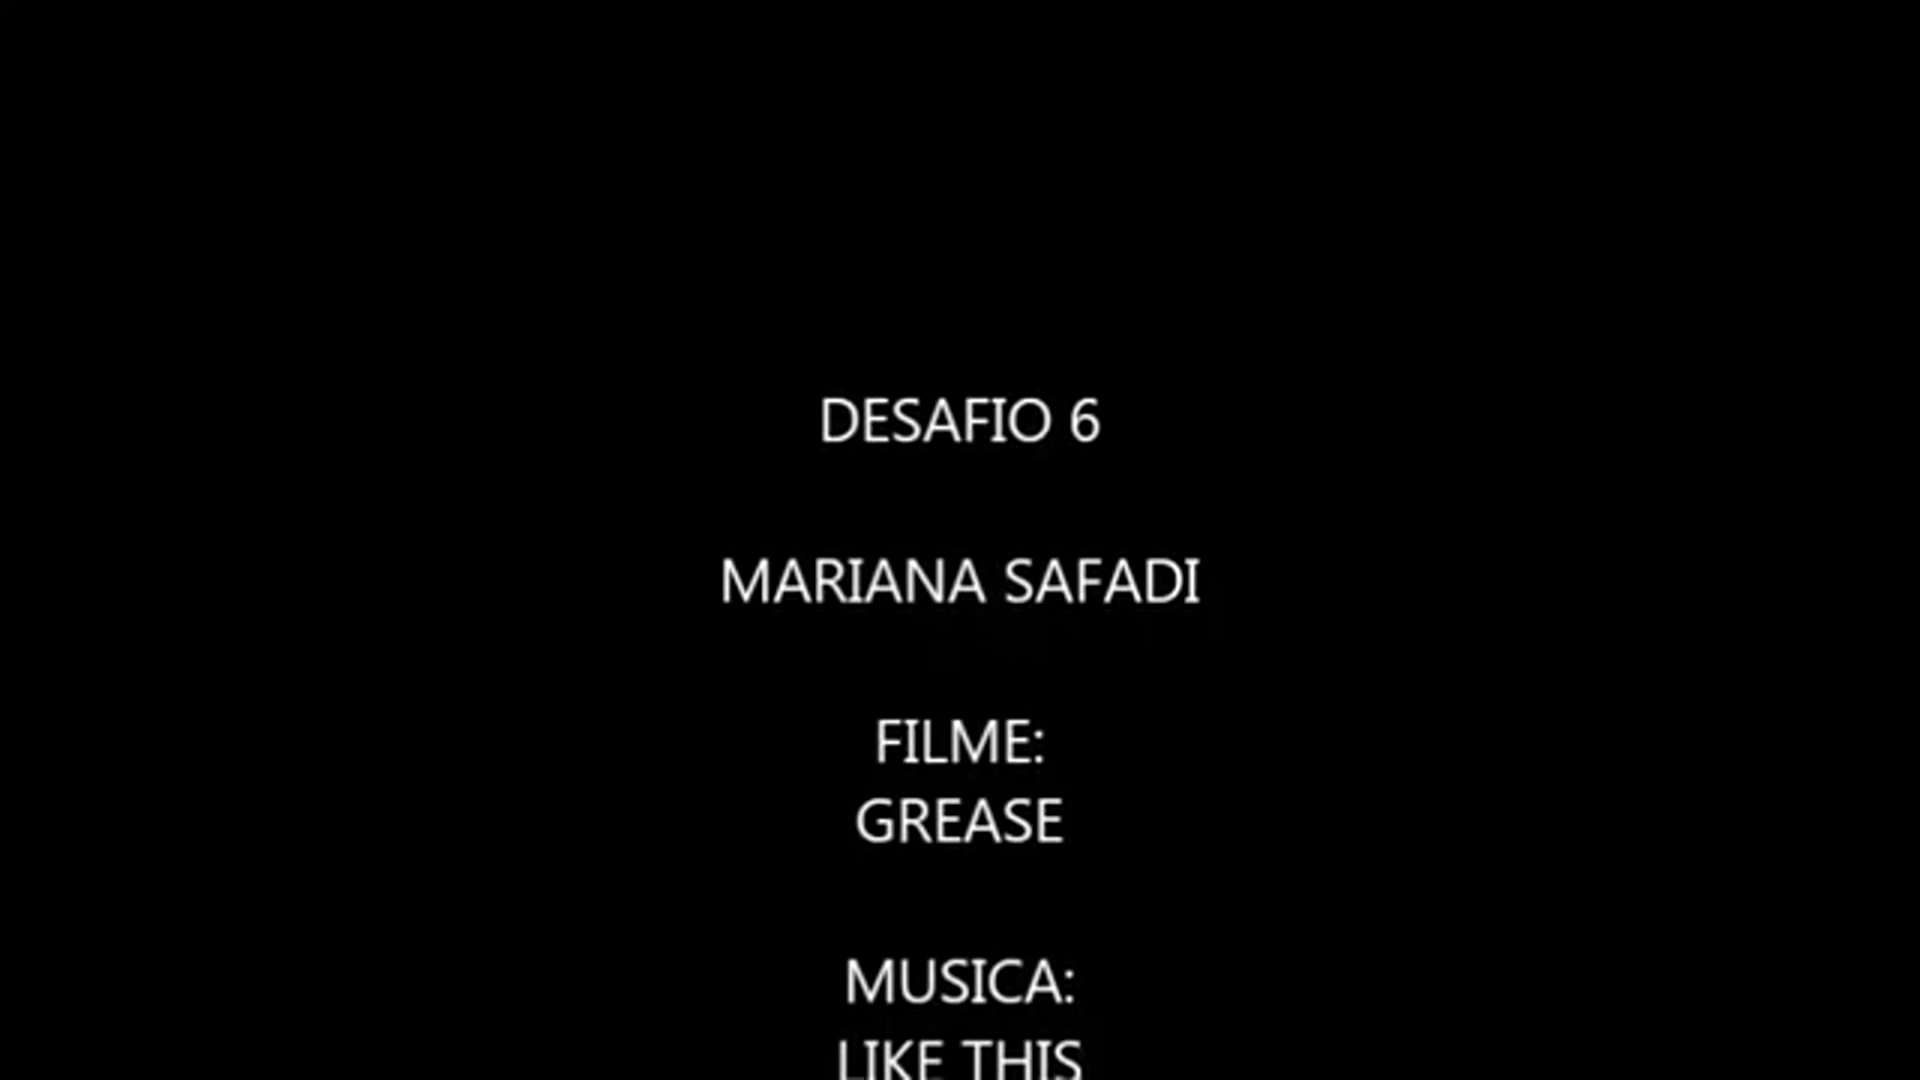 DESAFIO 6
MARIANA SAFADI
FILME:
GREASE
MUSICA:
LIKE THIS